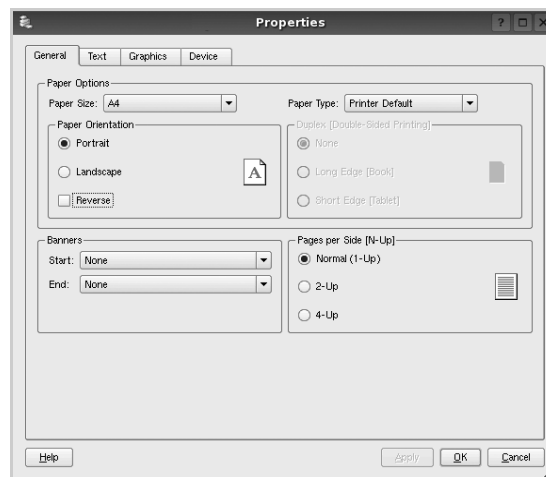 Properties
General Text Graphics Device
Paper Options
Paper Size: A4 Paper Type: Printer Default
Paper Orientation Duplex [Double-Sided Printing]
Portrait None
Landscape A Long Edge [Book]
Reverse Short Edge [Tablet]
Banners Pages per Side [N-Up]
Start: None Normal (1-Up)
End: None 2-Up
4-Up
Help Apply OK Cancel